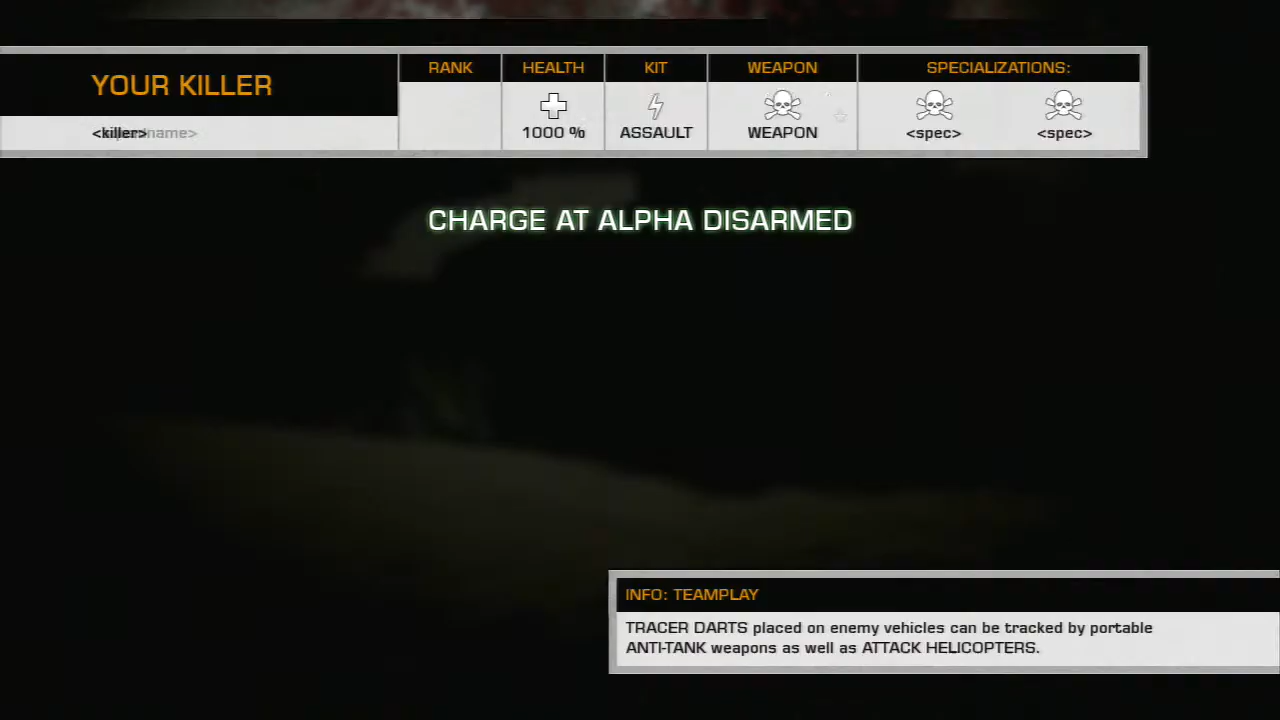 YOUR KILLER
RANK
HEALTH
KIT
WEAPON
SPECIALIZATIONS:
<killer> name>
1000 %
ASSAULT
WEAPON
<spec>
<spec>
CHARGE AT ALPHA DISARMED
INFO: TEAMPLAY
TRACER DARTS placed on enemy vehicles can be tracked by portable
ANTI-TANK weapons as well as ATTACK HELICOPTERS.